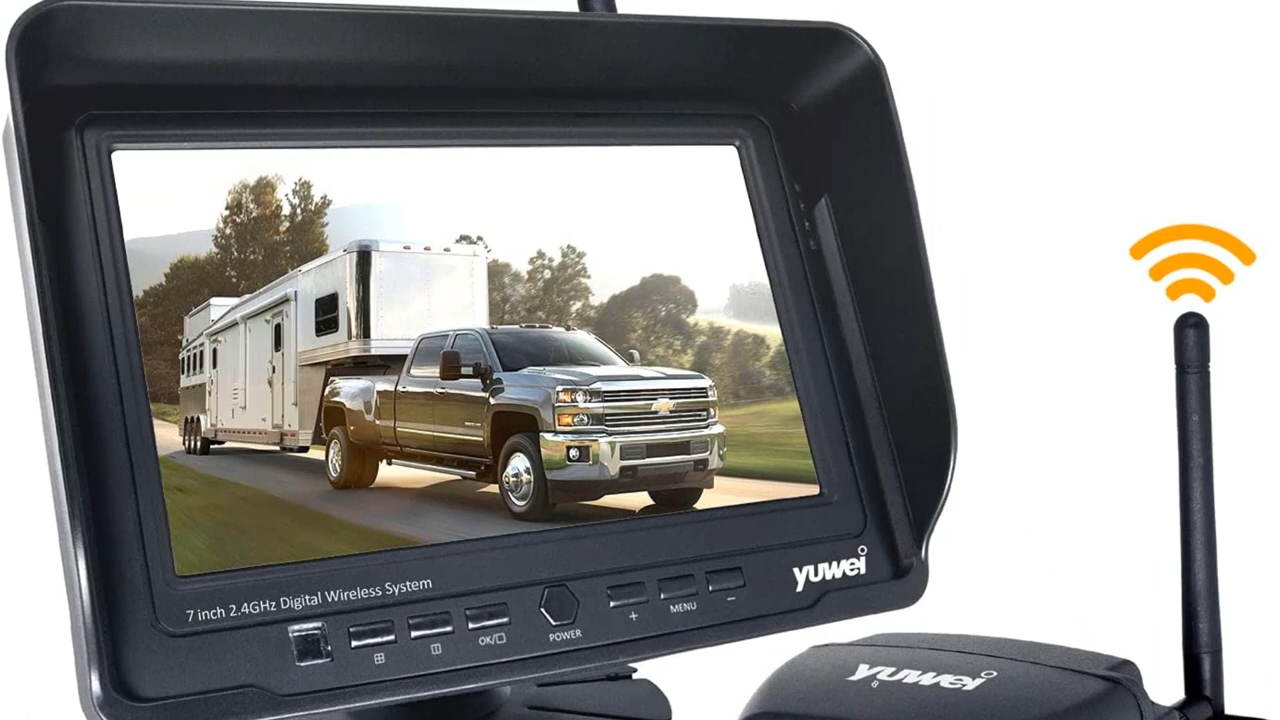 7 inch 2.4GHz Digital Wireless System
yuwei
OK/
POWER
+
MENU
−
yuwei